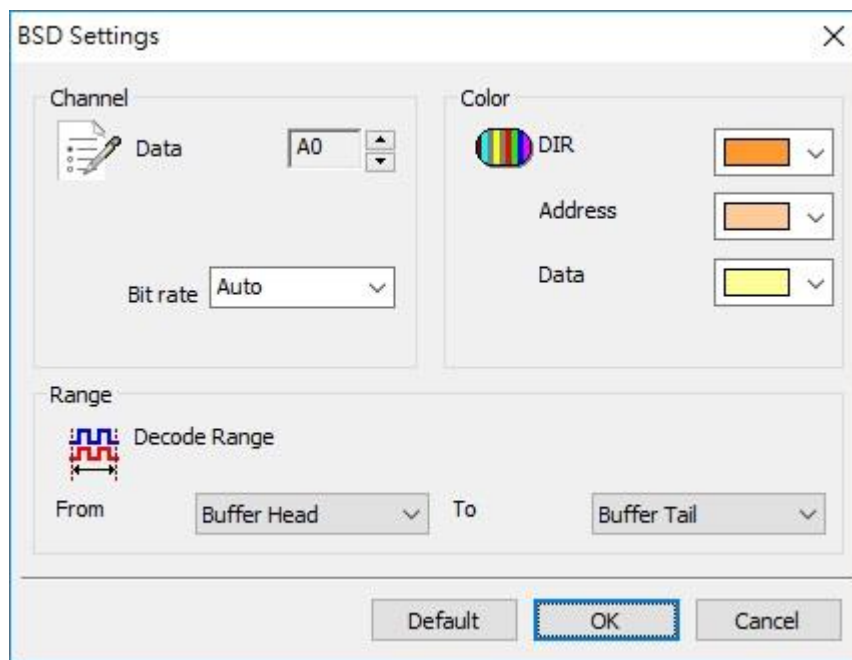 BSD Settings
Channel
Data A0
Bit rate Auto
Color
DIR
Address
Data
Range
Decode Range
From Buffer Head To Buffer Tail
Default OK Cancel